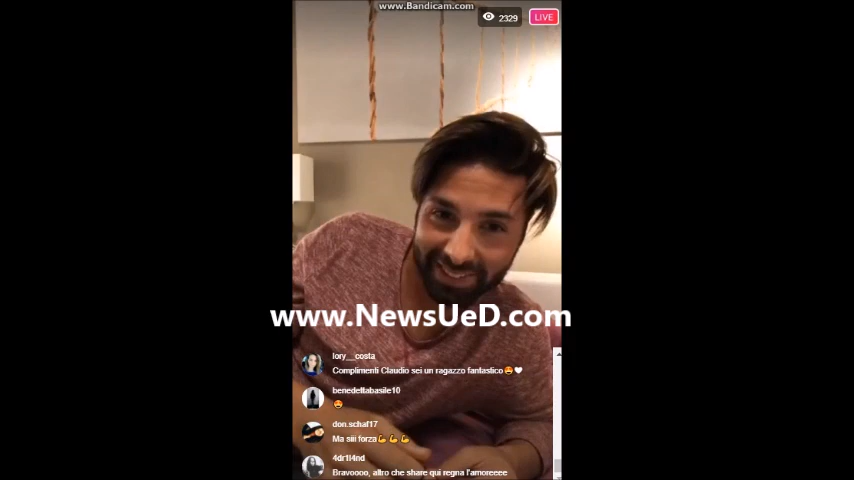 www.Bandicam.com
2329
LIVE
www.NewsUeD.com
lory__costa
Complimenti Claudio sei un ragazzo fantastico🤩🤍
benedettabasile10
🤩
don.schaf17
Ma siii forza💪💪💪
4dr1l4nd
Bravoooo, altro che share qui regna l'amoreeee